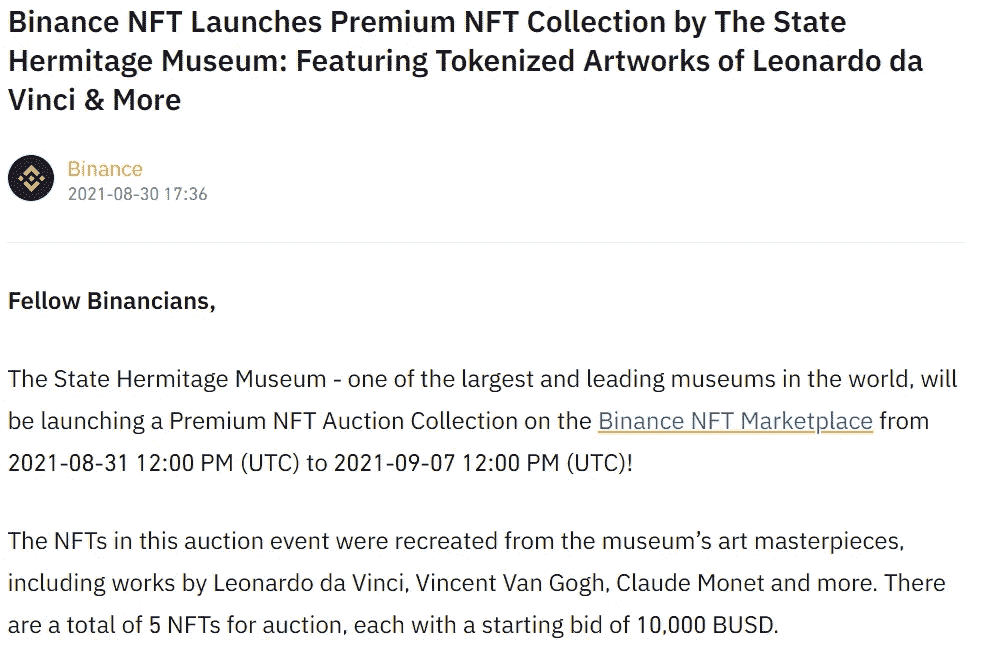 Binance NFT Launches Premium NFT Collection by The State
Hermitage Museum: Featuring Tokenized Artworks of Leonardo da
Vinci & More
Binance
2021-08-30 17:36
Fellow Binancians,
The State Hermitage Museum - one of the largest and leading museums in the world, will
be launching a Premium NFT Auction Collection on the Binance NFT Marketplace from
2021-08-31 12:00 PM (UTC) to 2021-09-07 12:00 PM (UTC)!
The NFTs in this auction event were recreated from the museum’s art masterpieces,
including works by Leonardo da Vinci, Vincent Van Gogh, Claude Monet and more. There
are a total of 5 NFTs for auction, each with a starting bid of 10,000 BUSD.